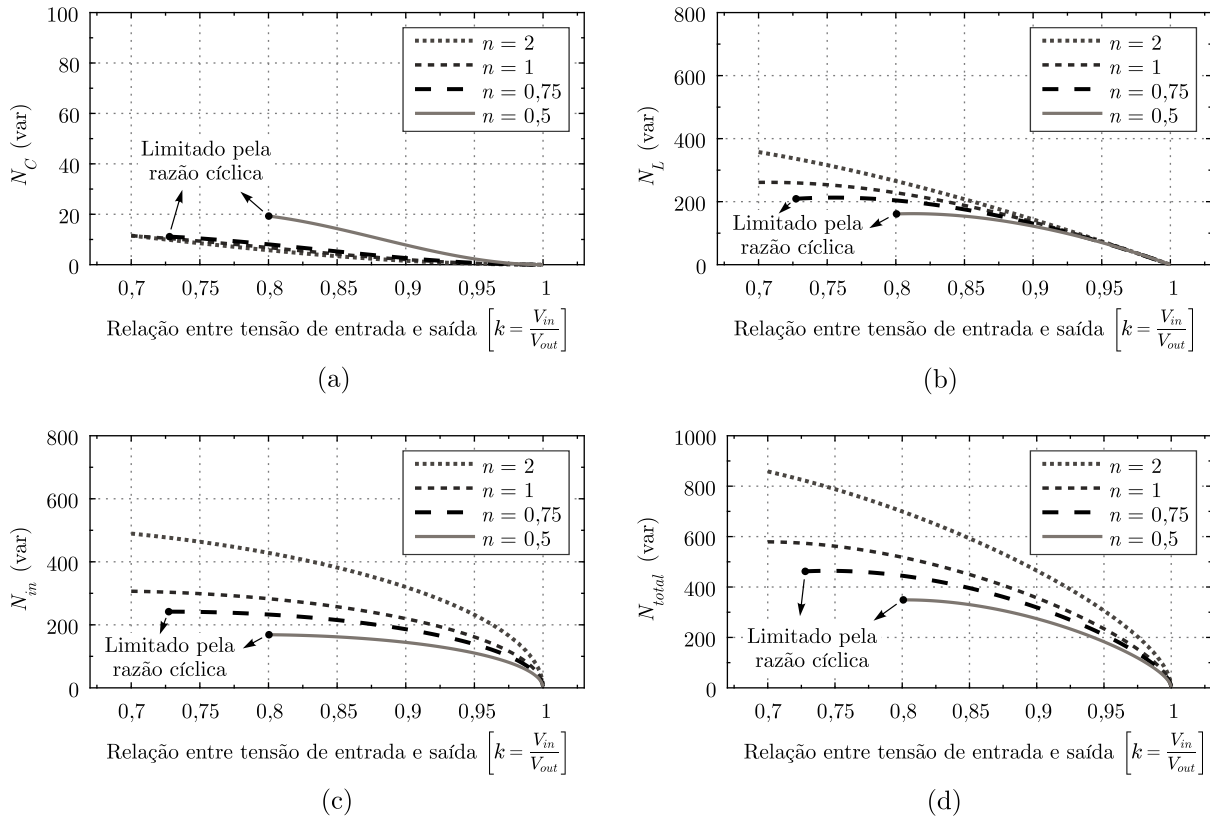 100
80
60
40
20
0
N_C (var)
n = 2
n = 1
n = 0,75
n = 0,5
Limitado pela
razão cíclica
0,7 0,75 0,8 0,85 0,9 0,95 1
Relação entre tensão de entrada e saída [k = V_in/V_out]
(a)
800
600
400
200
0
N_L (var)
n = 2
n = 1
n = 0,75
n = 0,5
Limitado pela
razão cíclica
0,7 0,75 0,8 0,85 0,9 0,95 1
Relação entre tensão de entrada e saída [k = V_in/V_out]
(b)
800
600
400
200
0
N_in (var)
n = 2
n = 1
n = 0,75
n = 0,5
Limitado pela
razão cíclica
0,7 0,75 0,8 0,85 0,9 0,95 1
Relação entre tensão de entrada e saída [k = V_in/V_out]
(c)
1000
800
600
400
200
0
N_total (var)
n = 2
n = 1
n = 0,75
n = 0,5
Limitado pela
razão cíclica
0,7 0,75 0,8 0,85 0,9 0,95 1
Relação entre tensão de entrada e saída [k = V_in/V_out]
(d)